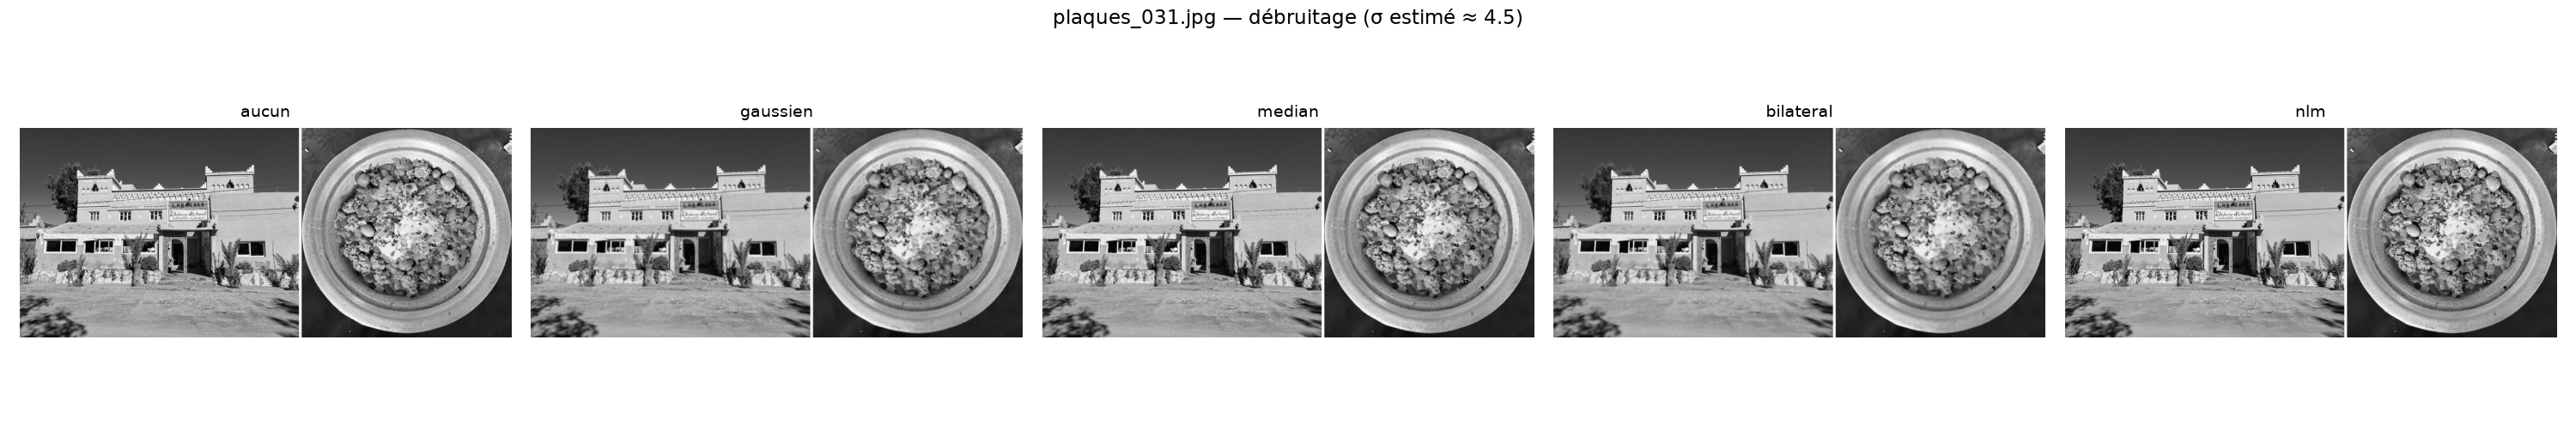 plaques_031.jpg — débruitage (σ estimé ≈ 4.5)
aucun
gaussien
median
bilateral
nlm